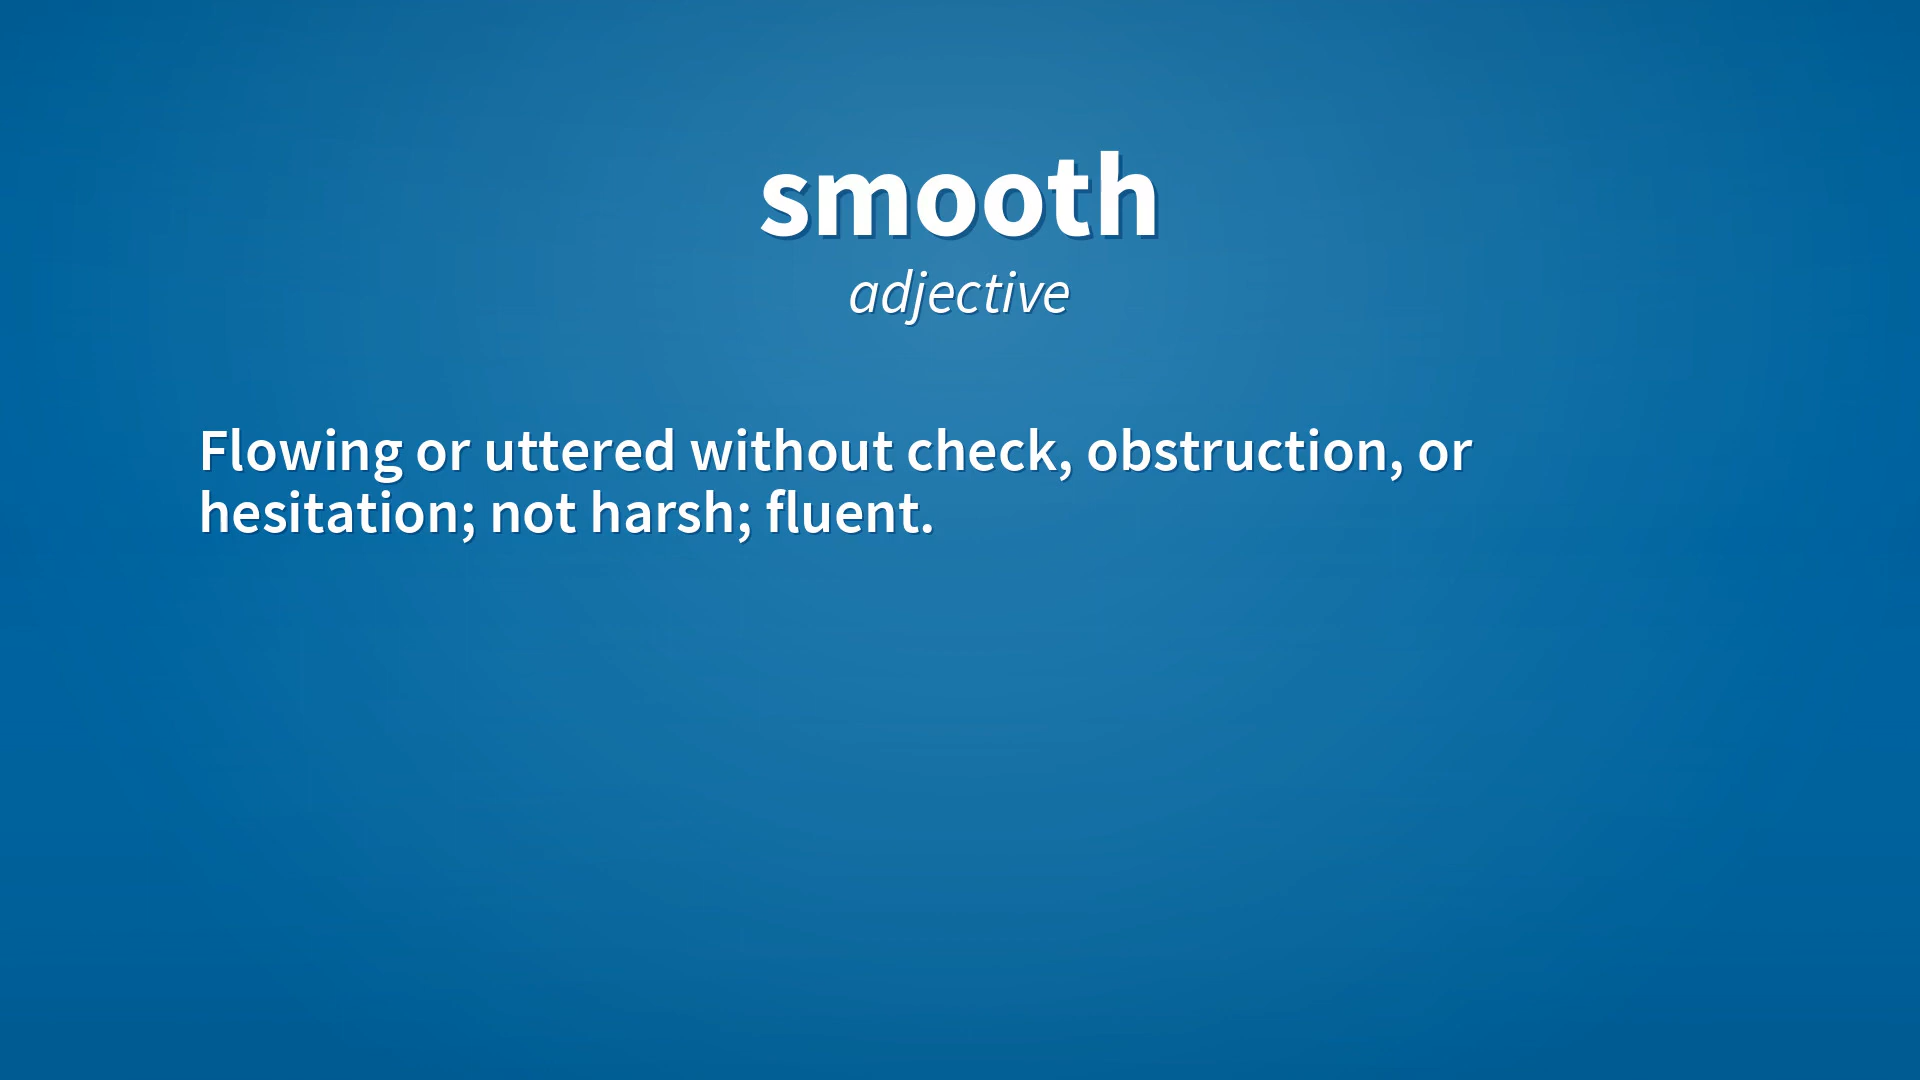 smooth
adjective
Flowing or uttered without check, obstruction, or
hesitation; not harsh; fluent.